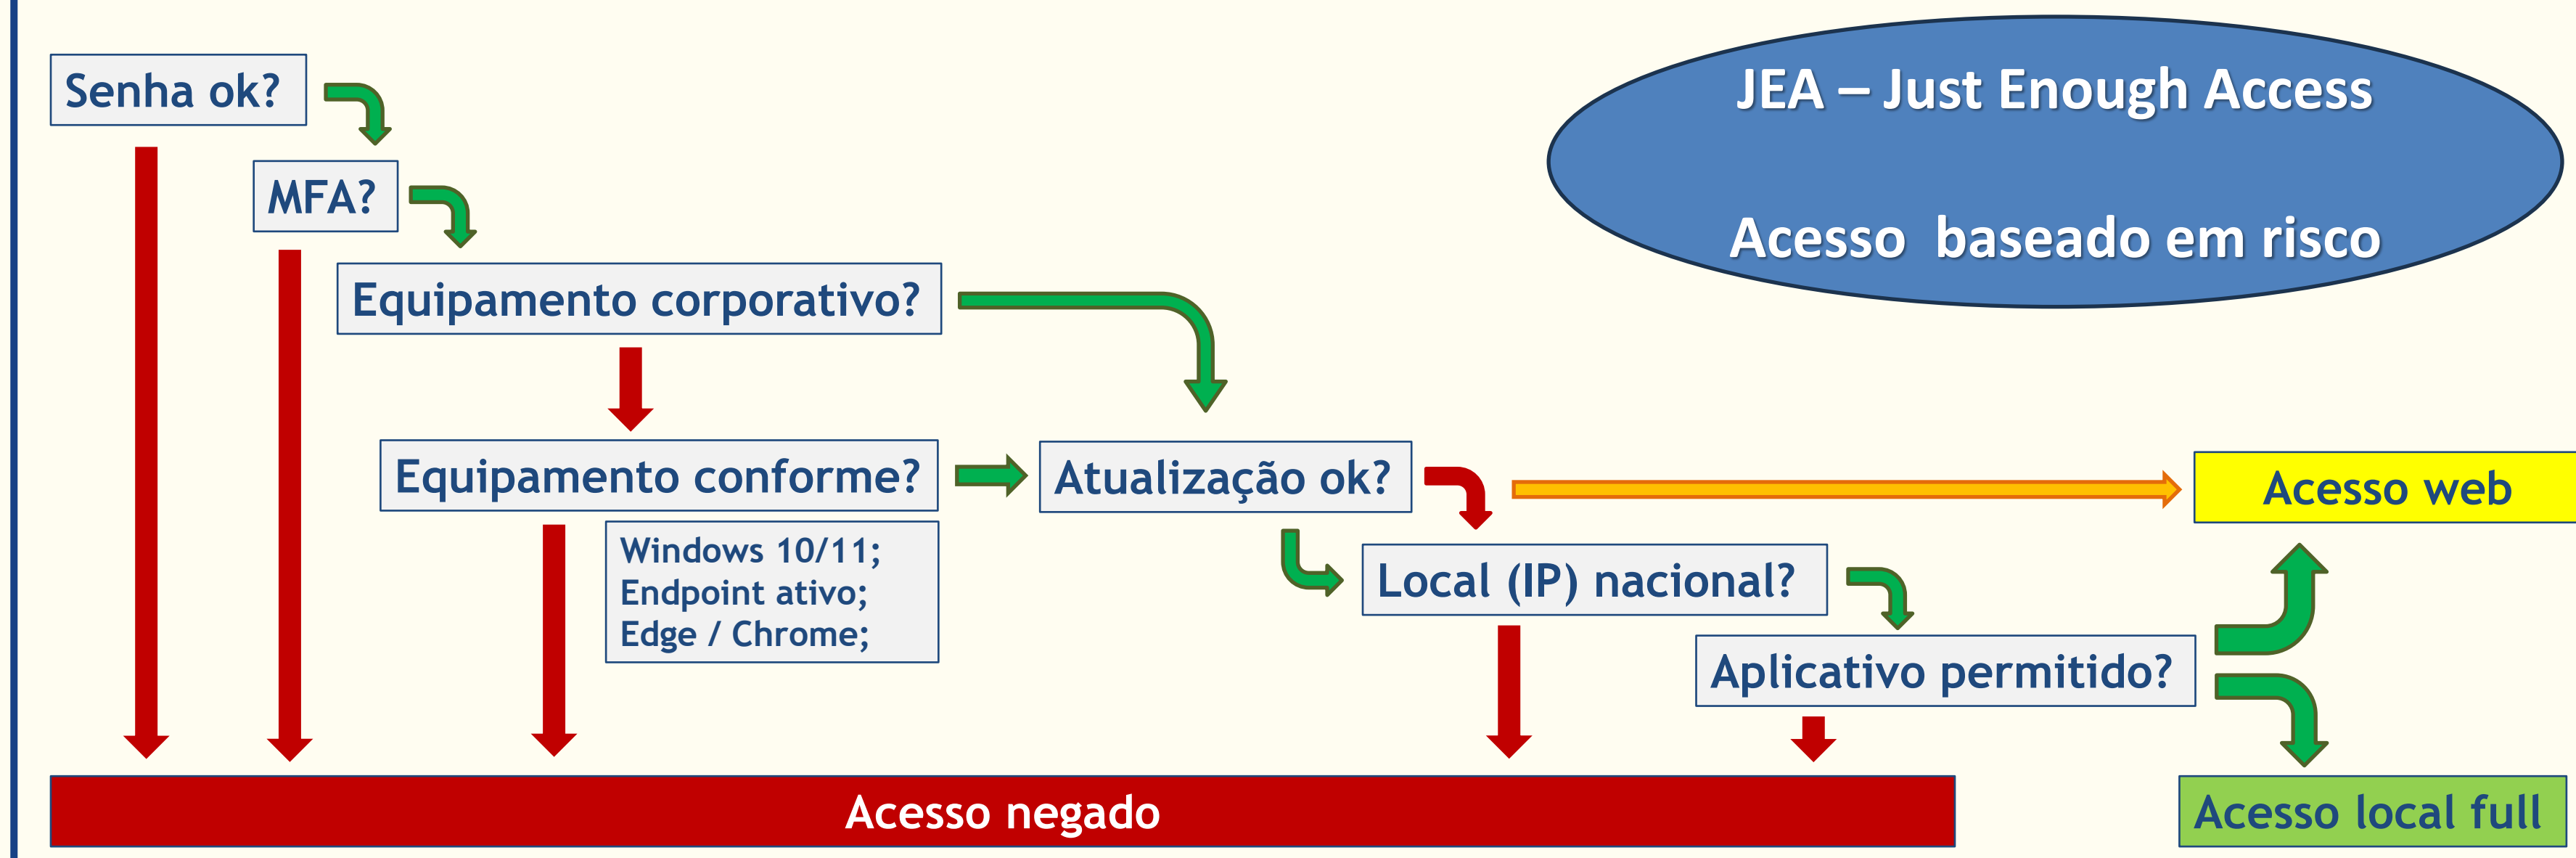 Senha ok?
JEA – Just Enough Access
Acesso baseado em risco
MFA?
Equipamento corporativo?
Equipamento conforme?
Windows 10/11;
Endpoint ativo;
Edge / Chrome;
Atualização ok?
Acesso web
Local (IP) nacional?
Aplicativo permitido?
Acesso negado
Acesso local full